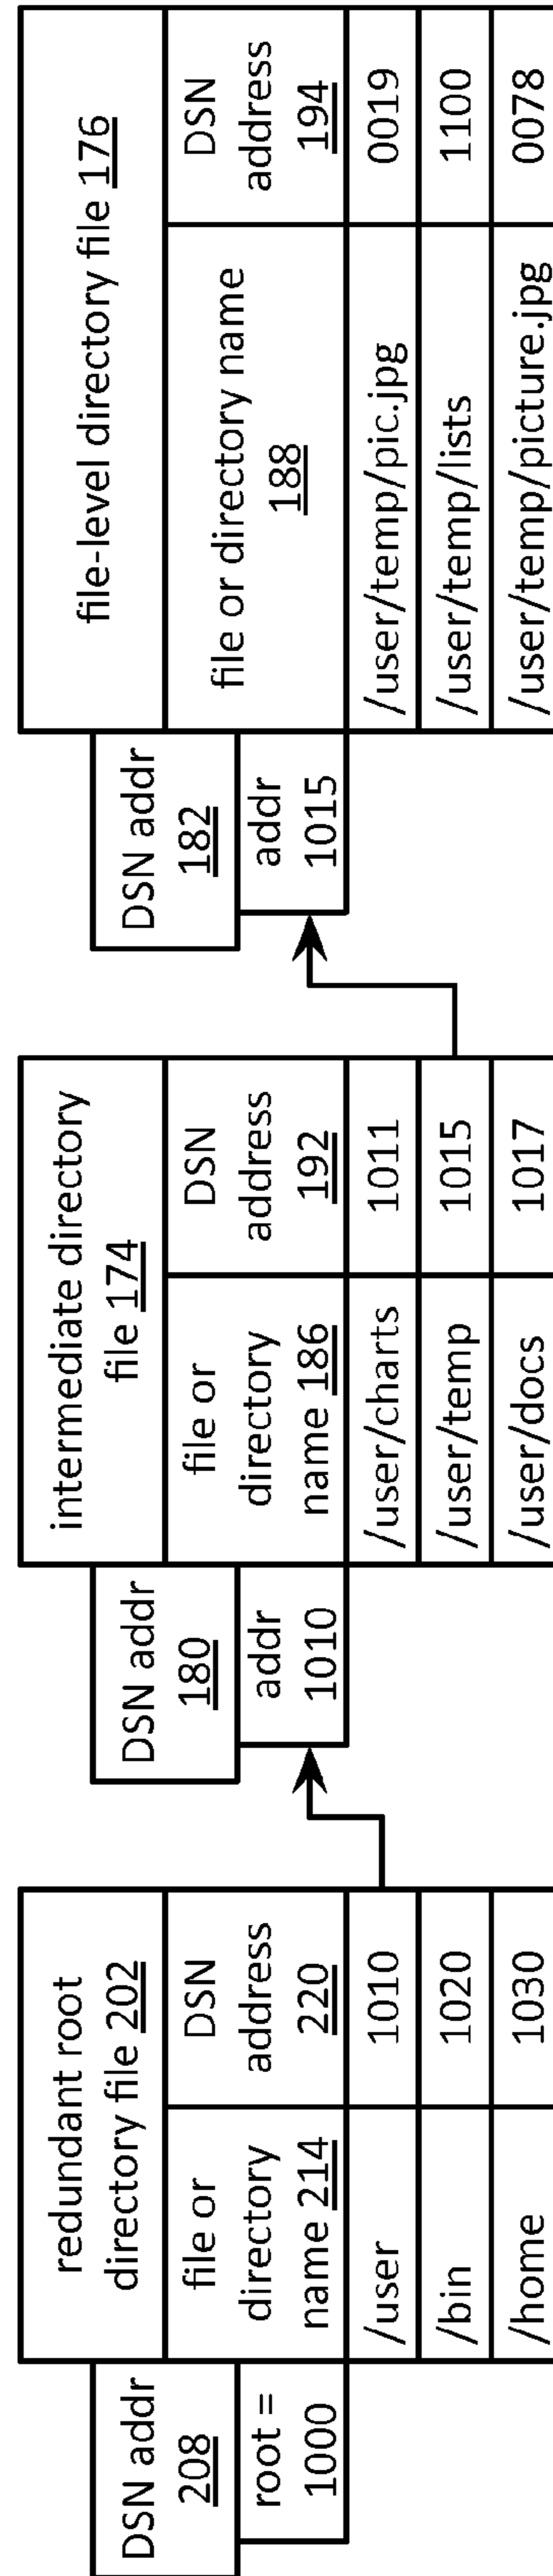 DSN addr
208
root =
1000
redundant root
directory file 202
file or
directory
name 214
DSN
address
220
/user
1010
/bin
1020
/home
1030
DSN addr
180
addr
1010
intermediate directory
file 174
file or
directory
name 186
DSN
address
192
/user/charts
1011
/user/temp
1015
/user/docs
1017
DSN addr
182
addr
1015
file-level directory file 176
file or directory name
188
DSN
address
194
/user/temp/pic.jpg
0019
/user/temp/lists
1100
/user/temp/picture.jpg
0078